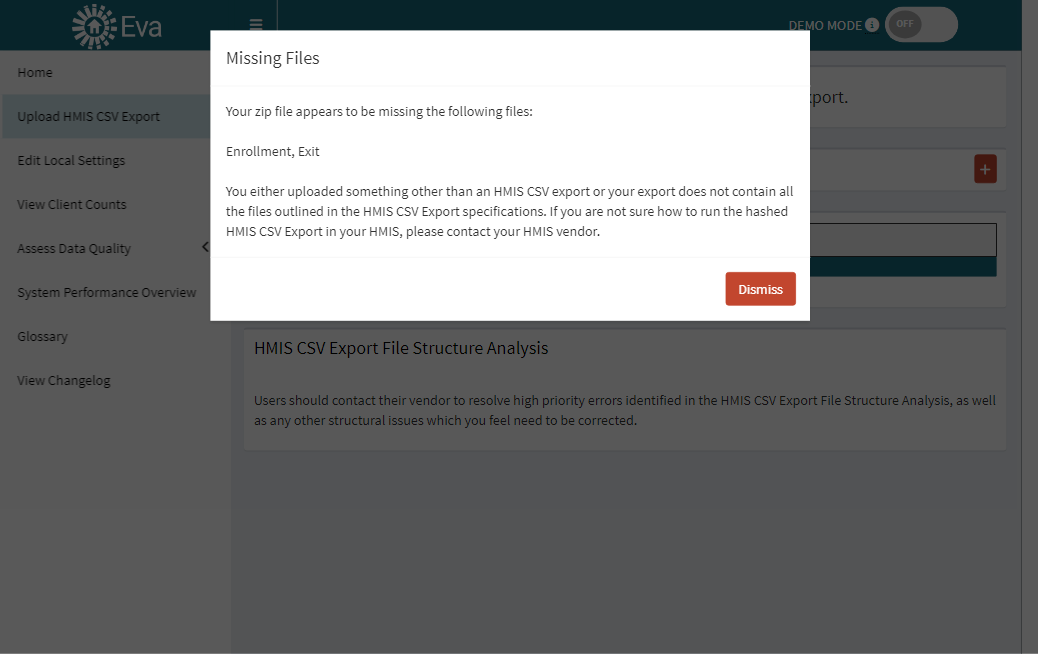 Eva
DEMO MODE
OFF
Home
Upload HMIS CSV Export
Edit Local Settings
View Client Counts
Assess Data Quality
System Performance Overview
Glossary
View Changelog
Missing Files
Your zip file appears to be missing the following files:
Enrollment, Exit
You either uploaded something other than an HMIS CSV export or your export does not contain all
the files outlined in the HMIS CSV Export specifications. If you are not sure how to run the hashed
HMIS CSV Export in your HMIS, please contact your HMIS vendor.
Dismiss
port.
HMIS CSV Export File Structure Analysis
Users should contact their vendor to resolve high priority errors identified in the HMIS CSV Export File Structure Analysis, as well
as any other structural issues which you feel need to be corrected.